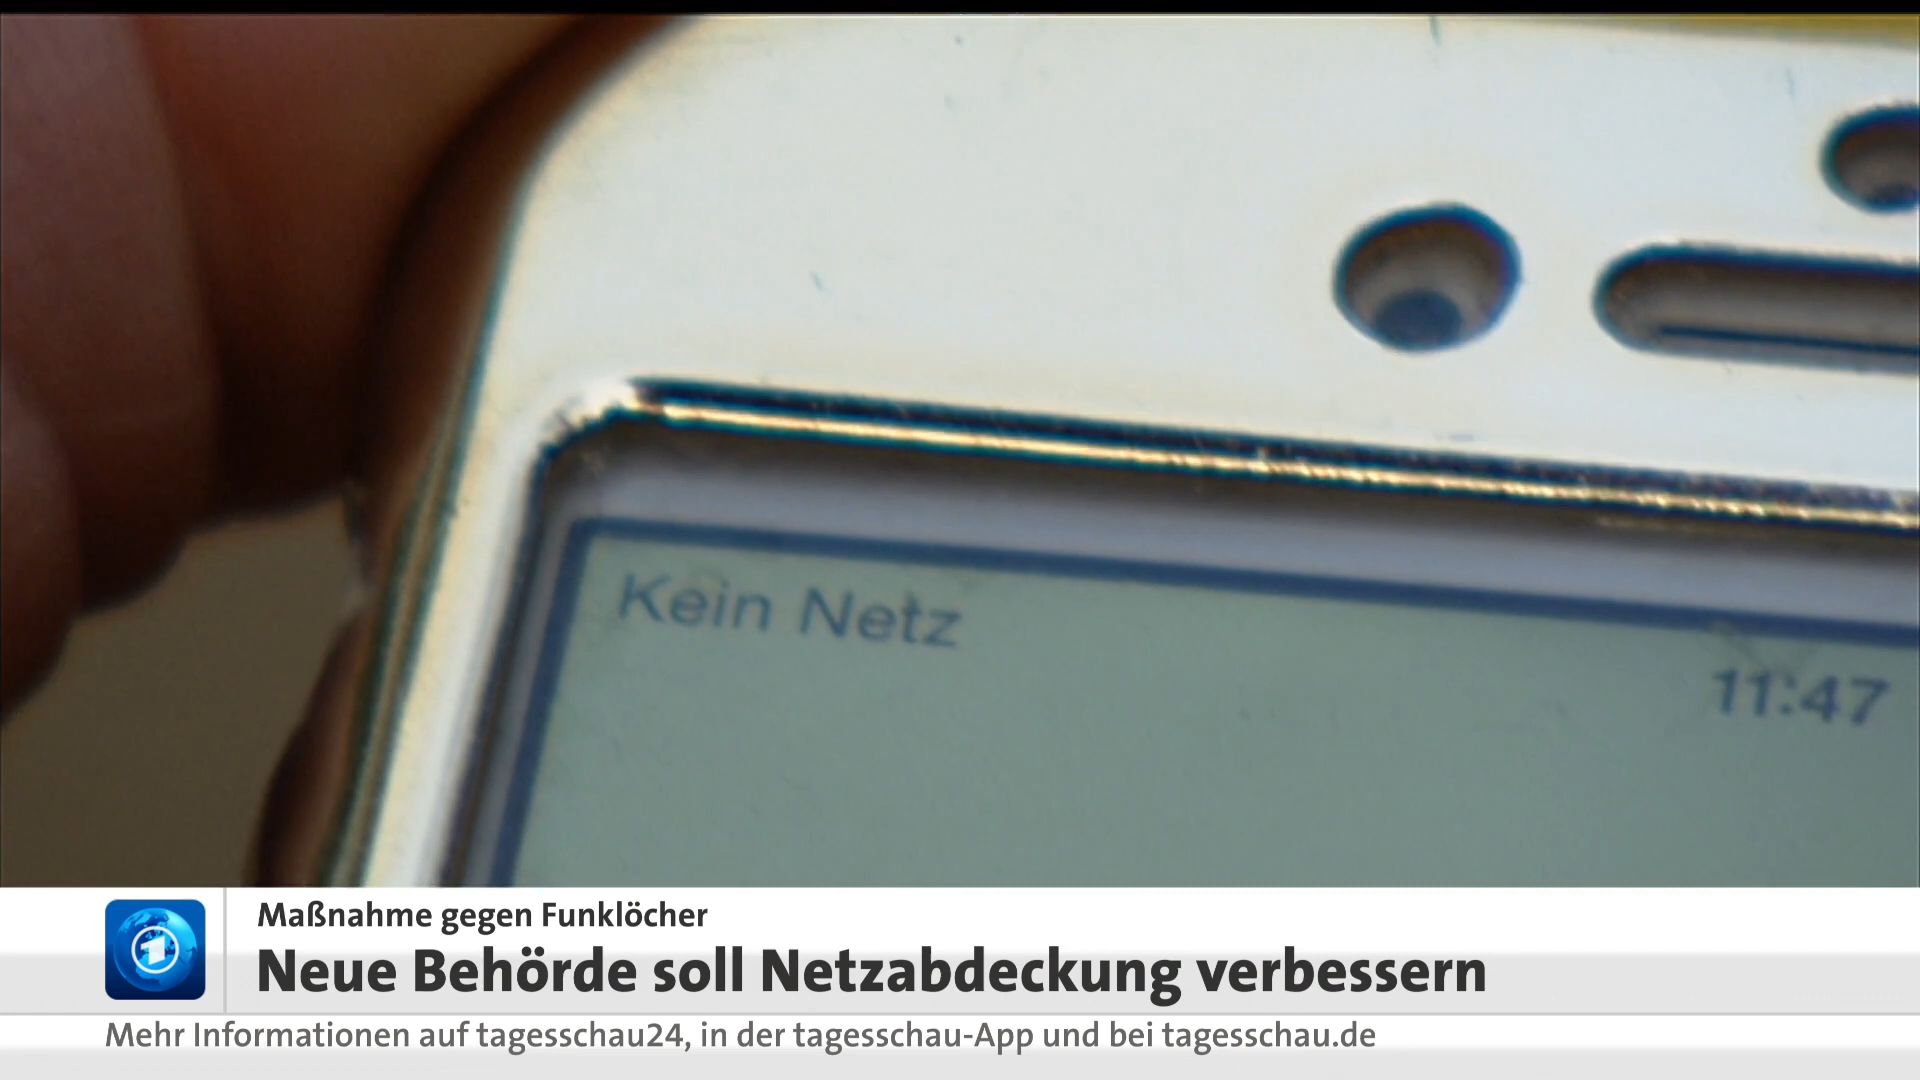 Kein Netz
11:47
Maßnahme gegen Funklöcher
Neue Behörde soll Netzabdeckung verbessern
Mehr Informationen auf tagesschau24, in der tagesschau-App und bei tagesschau.de